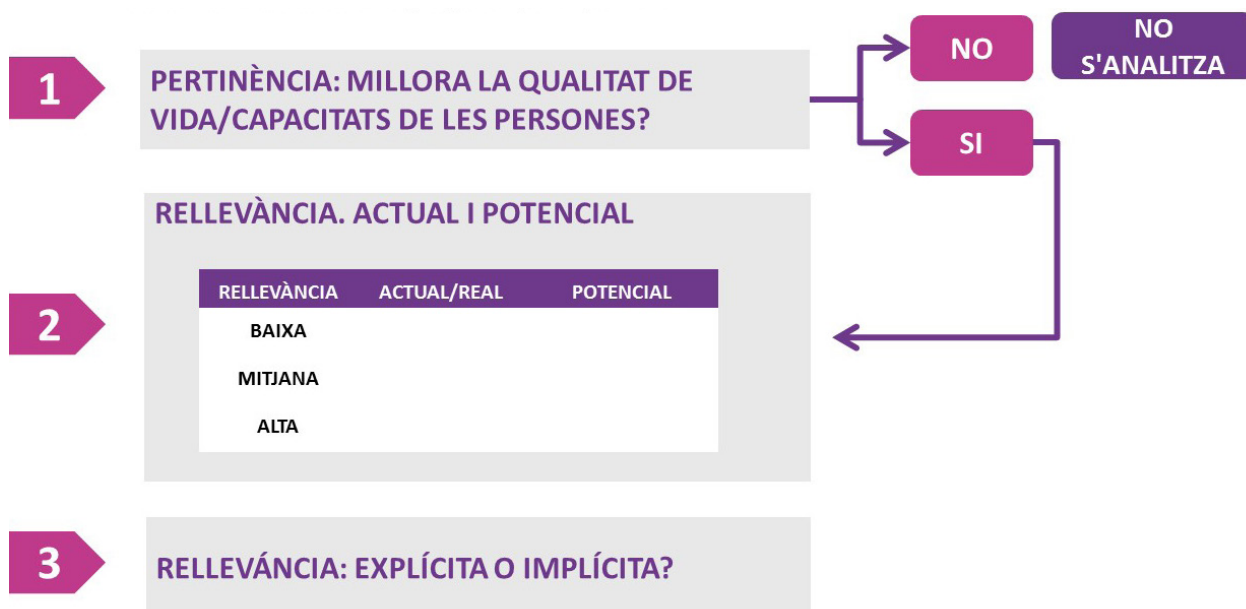 1
PERTINÈNCIA: MILLORA LA QUALITAT DE
VIDA/CAPACITATS DE LES PERSONES?
NO
NO
S'ANALITZA
SI
2
RELLEVÀNCIA. ACTUAL I POTENCIAL
RELLEVÀNCIA ACTUAL/REAL POTENCIAL
BAIXA
MITJANA
ALTA
3
RELLEVÁNCIA: EXPLÍCITA O IMPLÍCITA?